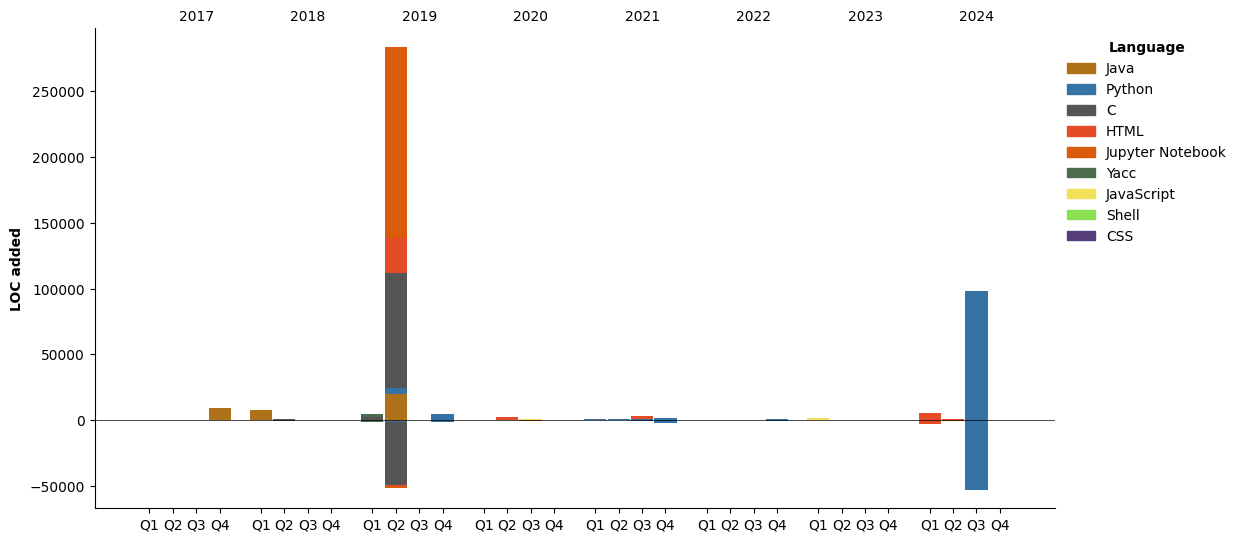 2017 2018 2019 2020 2021 2022 2023 2024
Language
Java
Python
C
HTML
Jupyter Notebook
Yacc
JavaScript
Shell
CSS
LOC added
250000
200000
150000
100000
50000
0
−50000
Q1 Q2 Q3 Q4 Q1 Q2 Q3 Q4 Q1 Q2 Q3 Q4 Q1 Q2 Q3 Q4 Q1 Q2 Q3 Q4 Q1 Q2 Q3 Q4 Q1 Q2 Q3 Q4 Q1 Q2 Q3 Q4